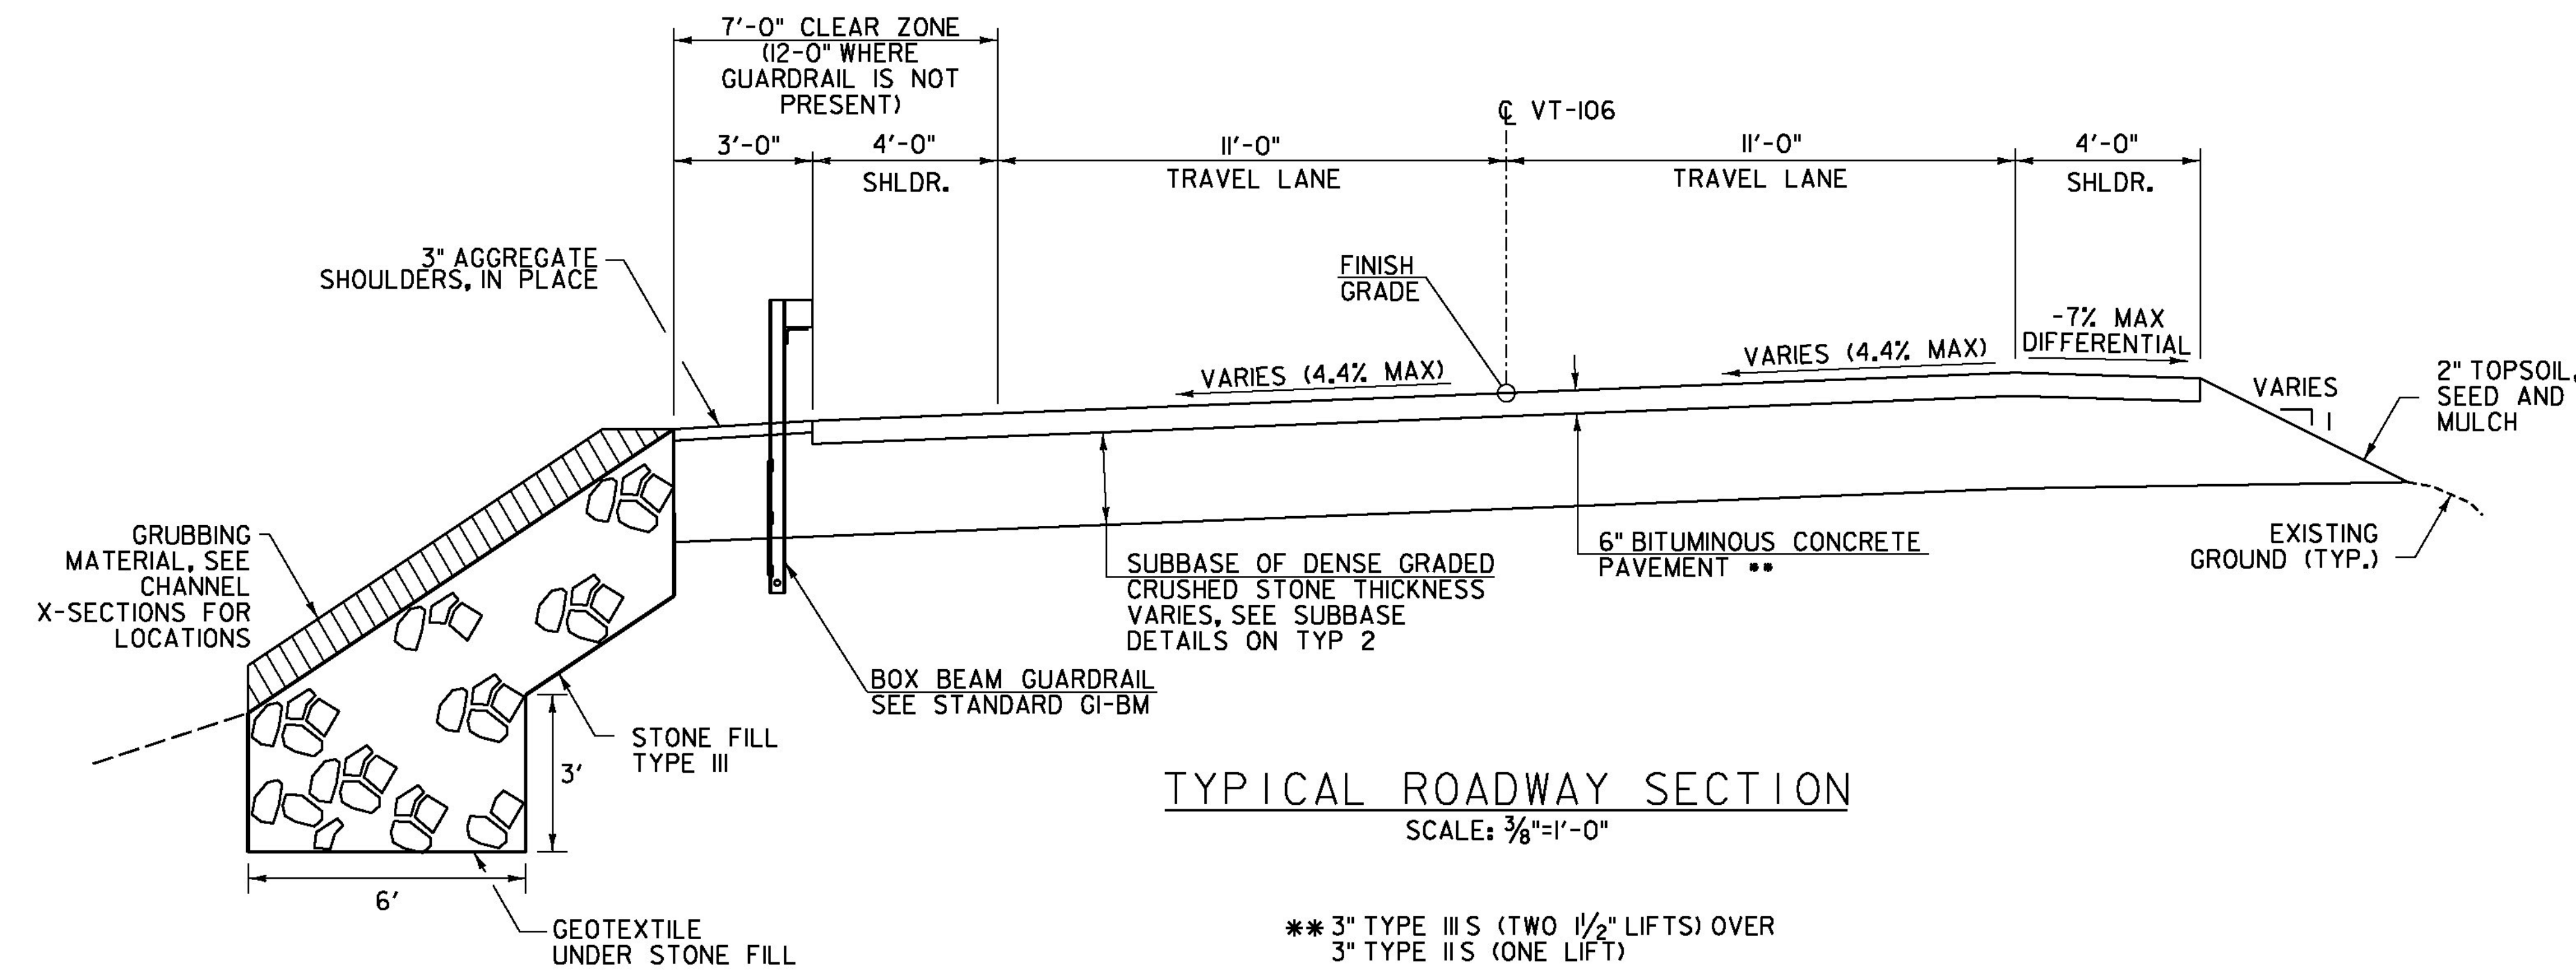 7'-0" CLEAR ZONE
(12-0" WHERE
GUARDRAIL IS NOT
PRESENT)
℄ VT-106
3'-0"
4'-0"
11'-0"
11'-0"
4'-0"
SHLDR.
TRAVEL LANE
TRAVEL LANE
SHLDR.
3" AGGREGATE
SHOULDERS, IN PLACE
FINISH
GRADE
-7% MAX
DIFFERENTIAL
VARIES (4.4% MAX)
VARIES (4.4% MAX)
VARIES
1
2" TOPSOIL,
SEED AND
MULCH
GRUBBING
MATERIAL, SEE
CHANNEL
X-SECTIONS FOR
LOCATIONS
SUBBASE OF DENSE GRADED
CRUSHED STONE THICKNESS
VARIES, SEE SUBBASE
DETAILS ON TYP 2
6" BITUMINOUS CONCRETE
PAVEMENT **
EXISTING
GROUND (TYP.)
BOX BEAM GUARDRAIL
SEE STANDARD G1-BM
STONE FILL
TYPE III
3'
6'
GEOTEXTILE
UNDER STONE FILL
TYPICAL ROADWAY SECTION
SCALE: 3/8"=1'-0"
** 3" TYPE III S (TWO 1 1/2" LIFTS) OVER
3" TYPE II S (ONE LIFT)